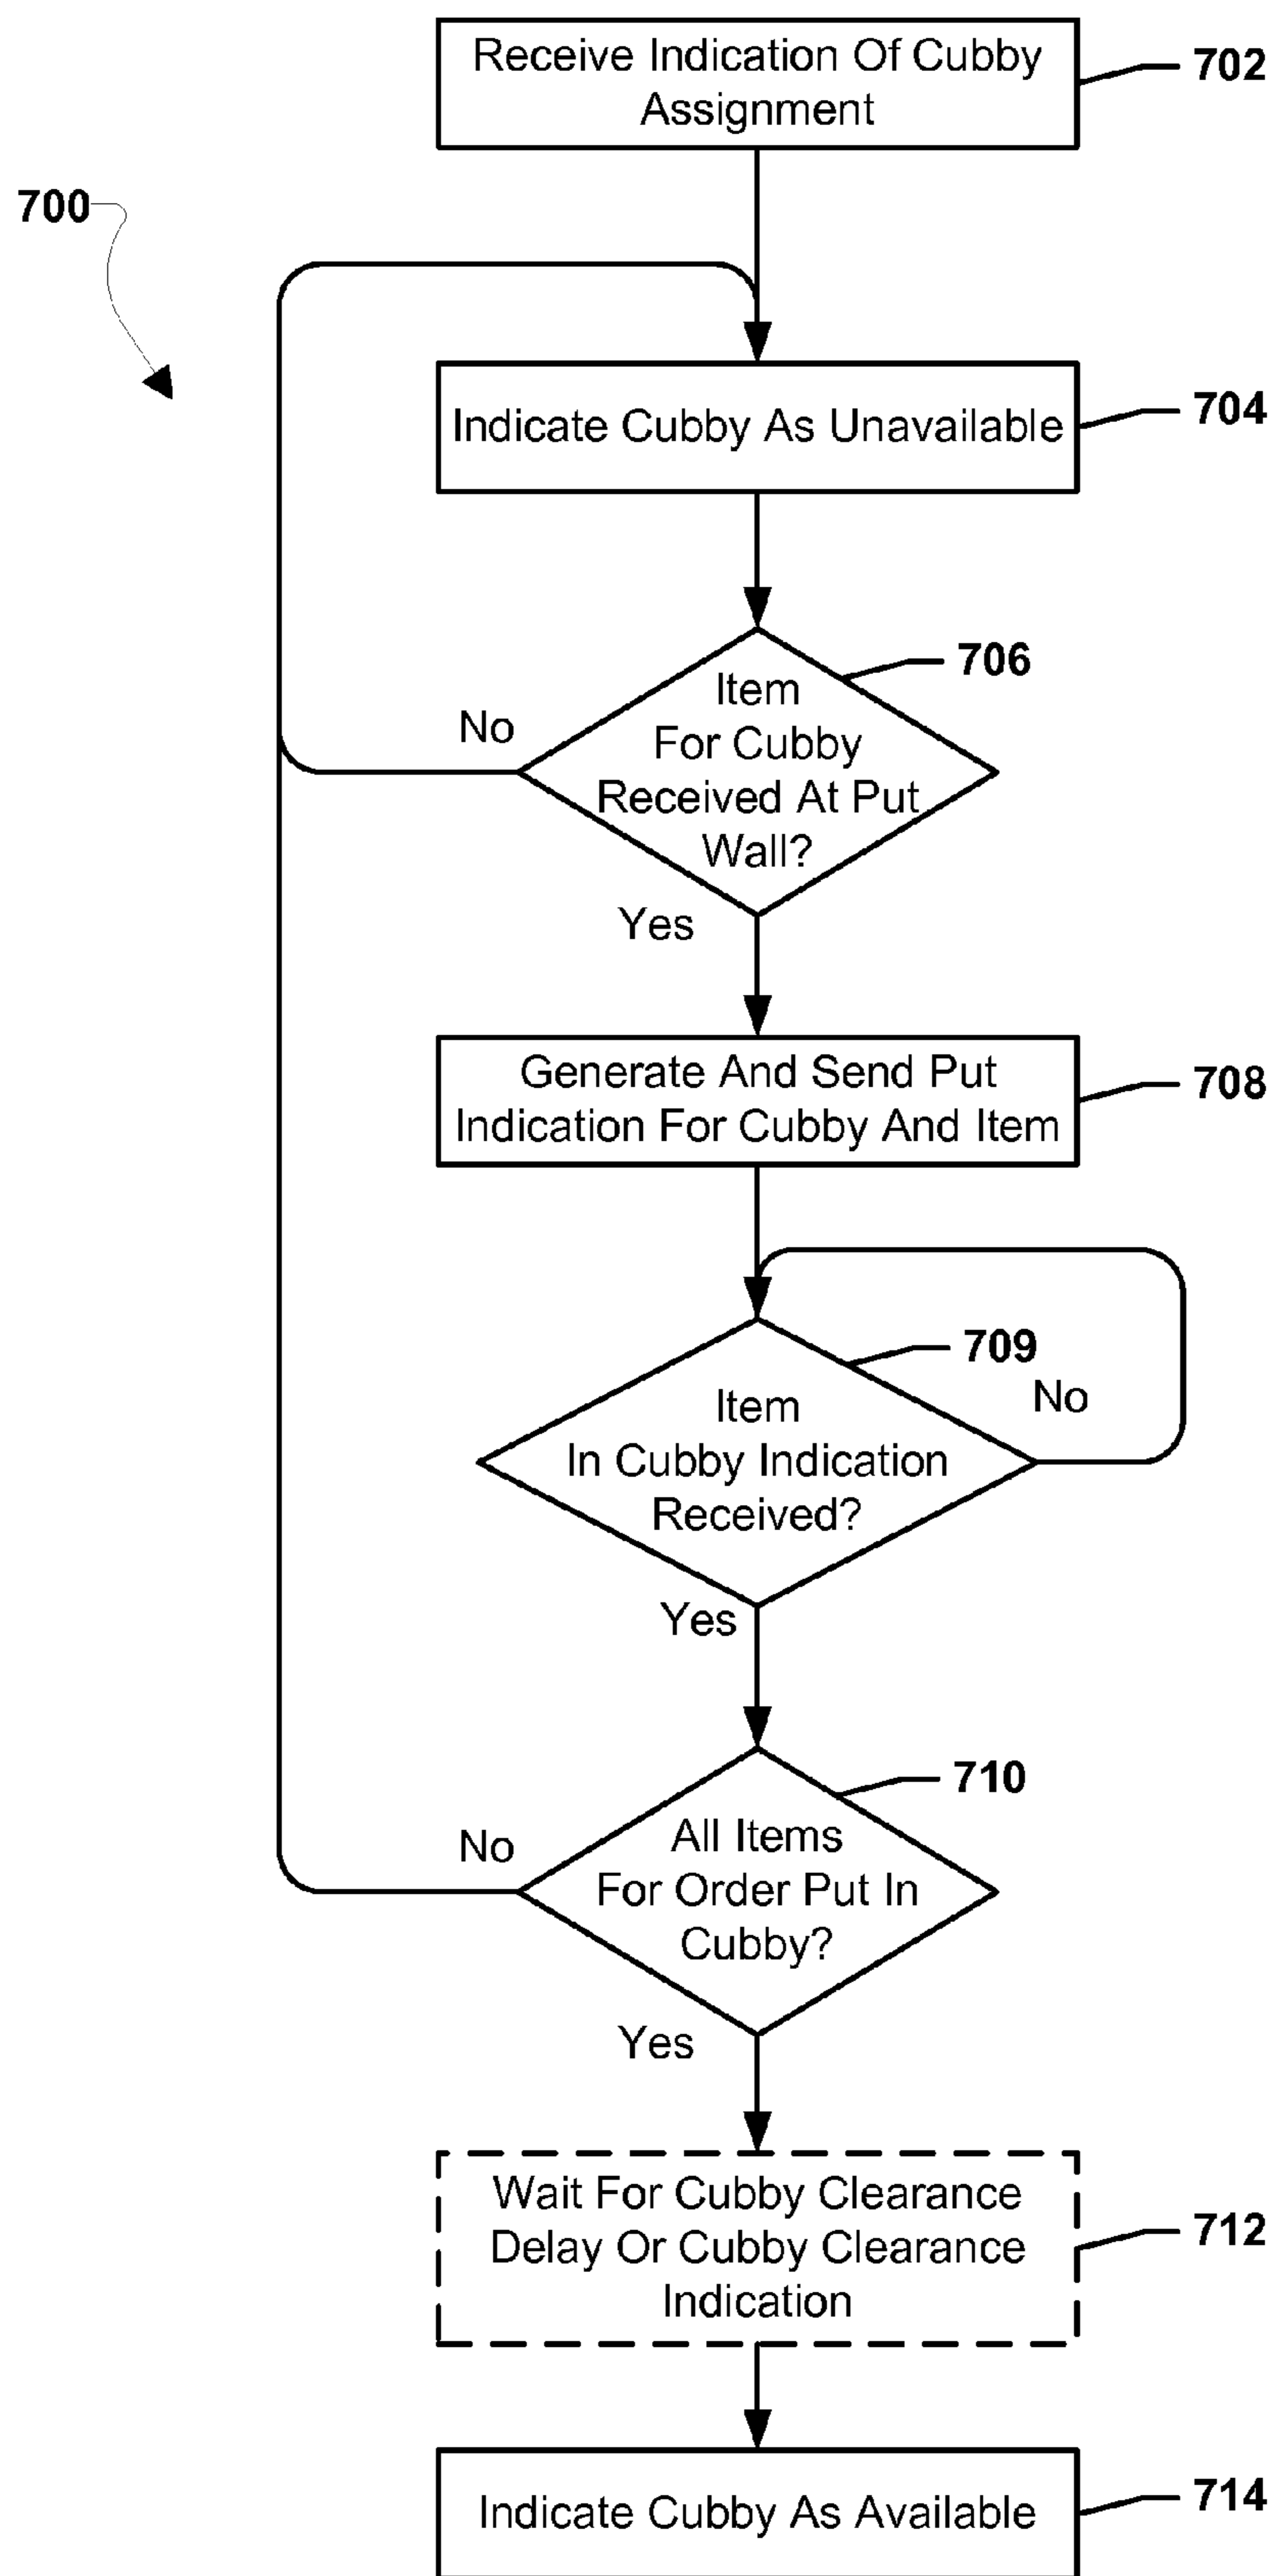 Receive Indication Of Cubby
Assignment
702
700
Indicate Cubby As Unavailable
704
706
Item
For Cubby
Received At Put
Wall?
No
Yes
Generate And Send Put
Indication For Cubby And Item
708
709
No
Item
In Cubby Indication
Received?
Yes
710
All Items
For Order Put In
Cubby?
No
Yes
Wait For Cubby Clearance
Delay Or Cubby Clearance
Indication
712
Indicate Cubby As Available
714